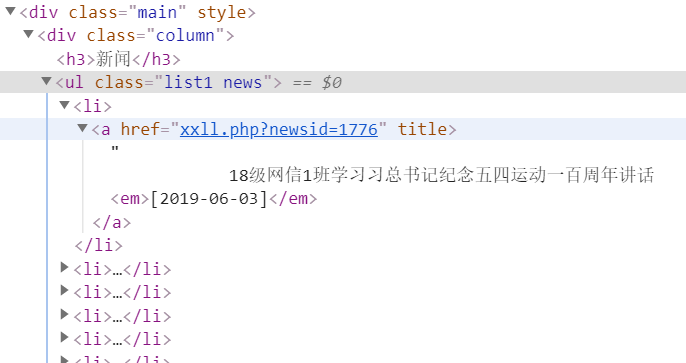 <div class="main" style>
<div class="column">
<h3>新闻</h3>
<ul class="list1 news"> == $0
<li>
<a href="xxll.php?newsid=1776" title>
"
18级网信1班学习习总书记纪念五四运动一百周年讲话
<em>[2019-06-03]</em>
</a>
</li>
<li>…</li>
<li>…</li>
<li>…</li>
<li>…</li>
<li>…</li>